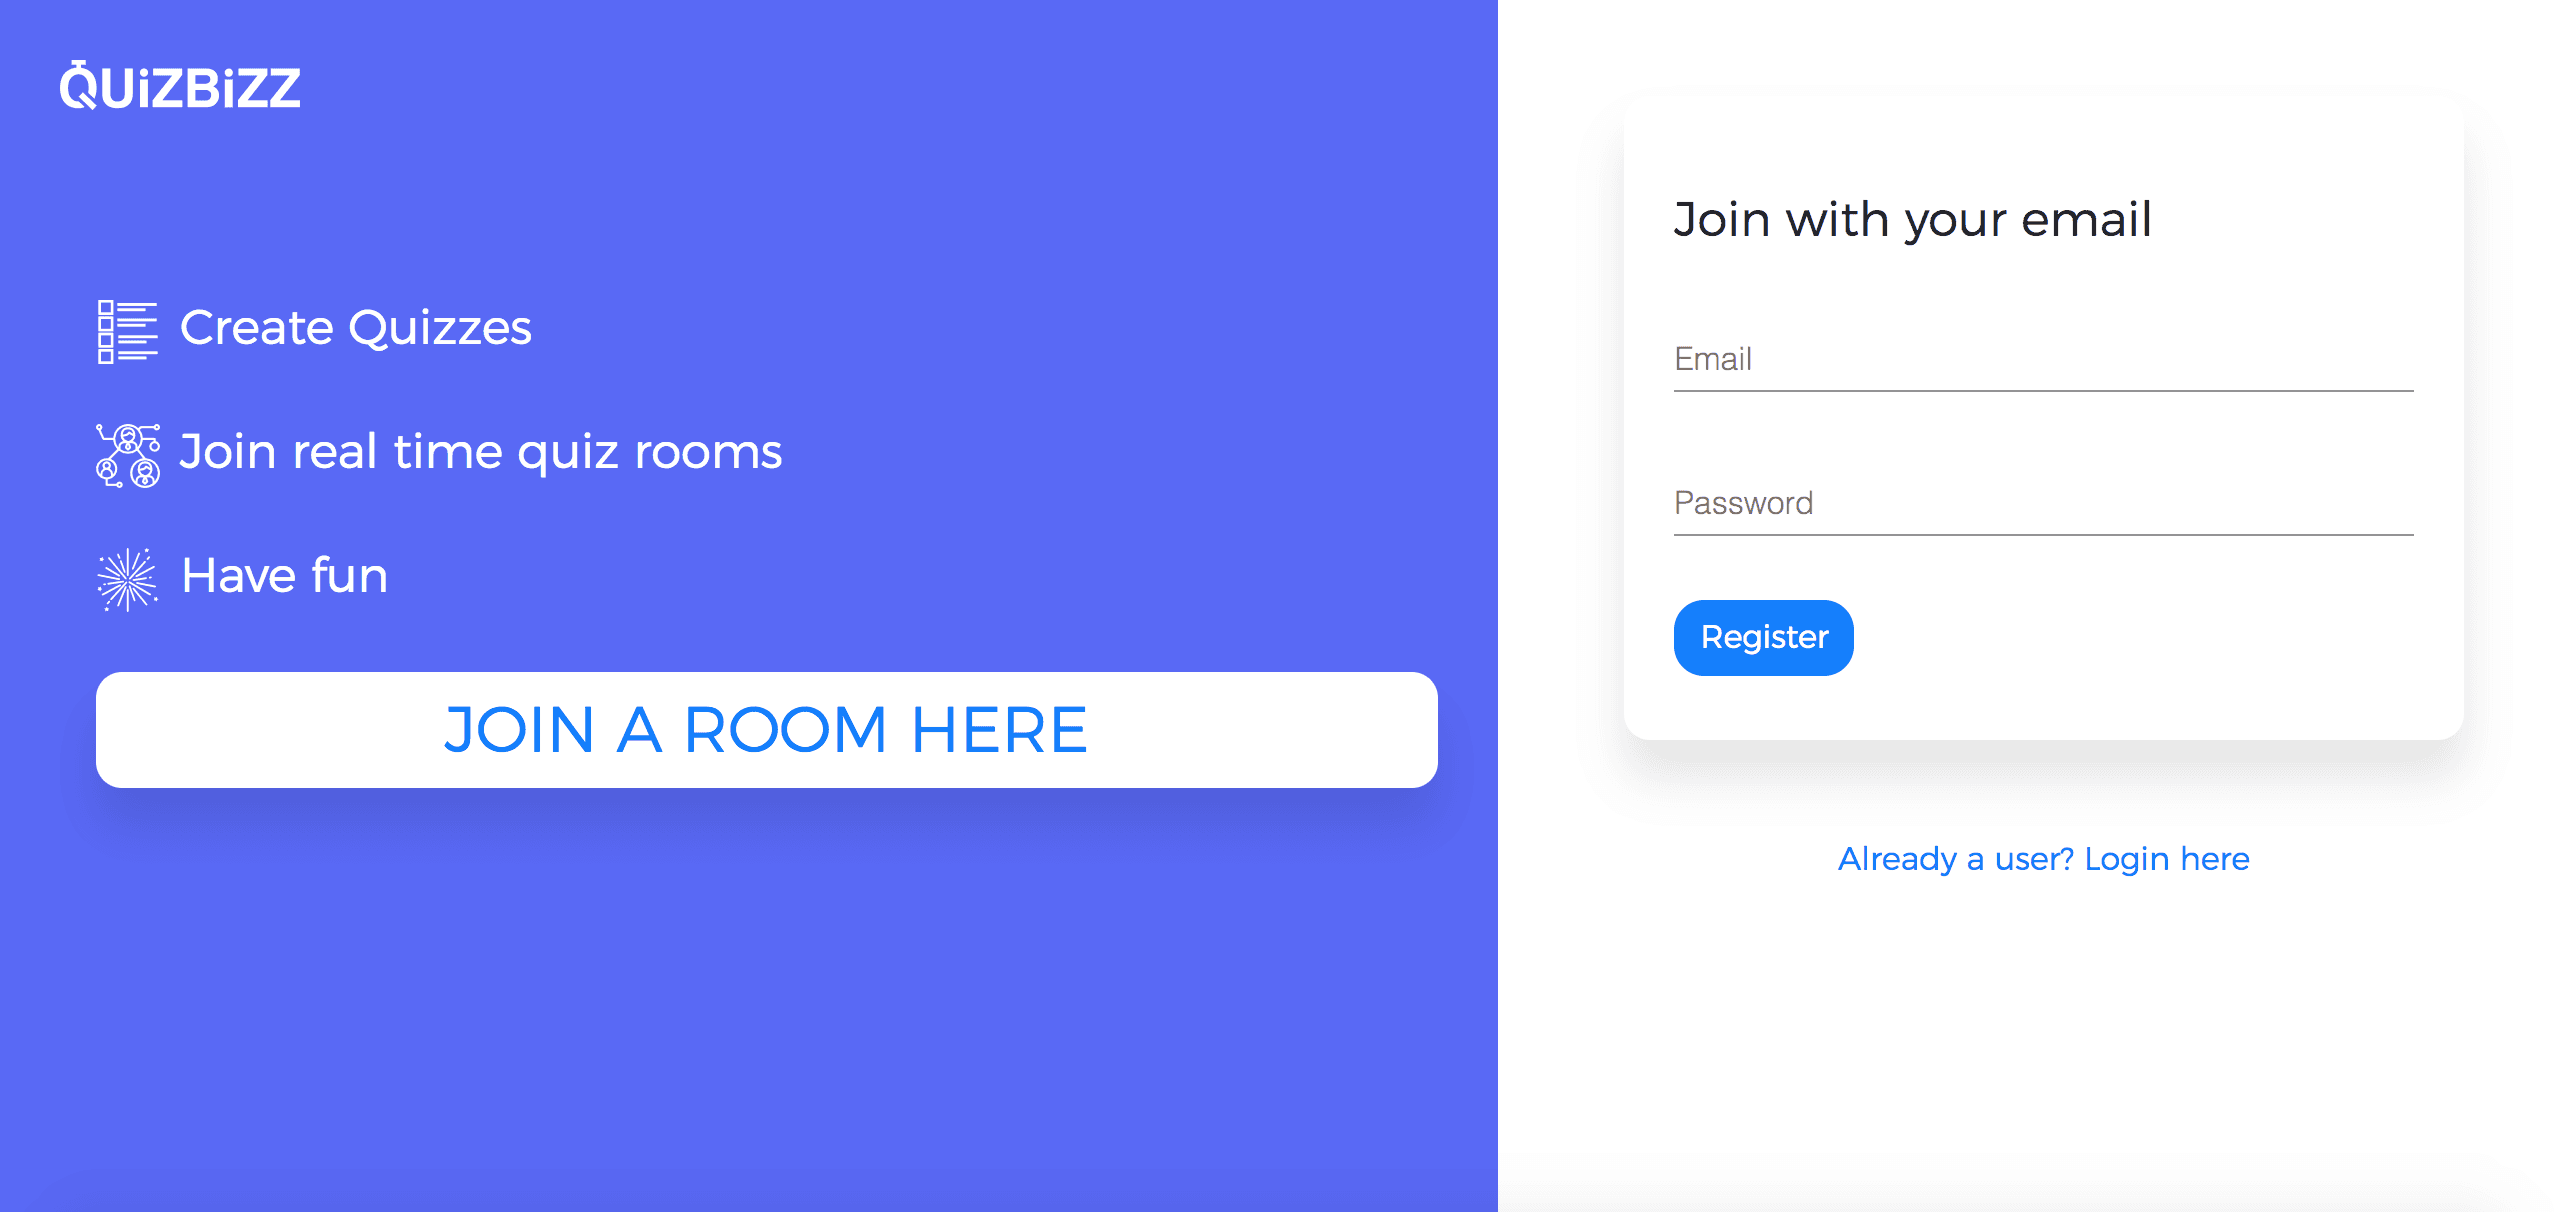 QUiZBiZZ
Create Quizzes
Join real time quiz rooms
Have fun
JOIN A ROOM HERE
Join with your email
Email
Password
Register
Already a user? Login here